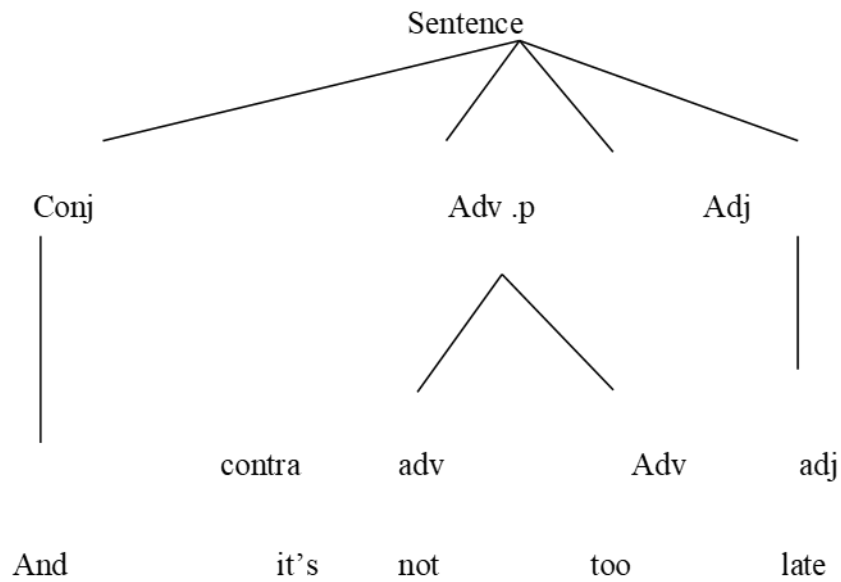 Sentence
Conj Adv .p Adj
contra adv Adv adj
And it’s not too late